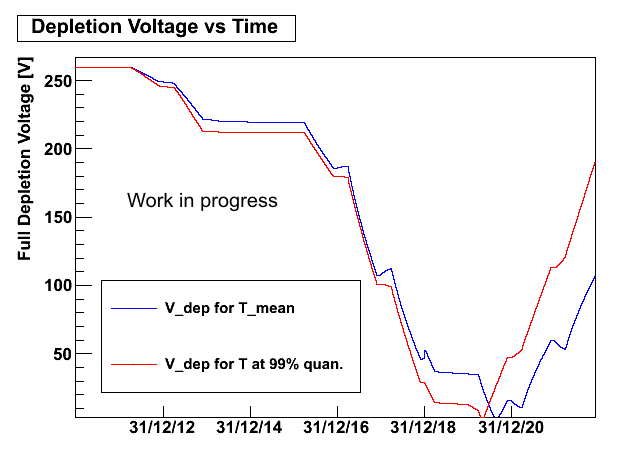 Depletion Voltage vs Time
Full Depletion Voltage [V]
250
200
150
100
50
Work in progress
V_dep for T_mean
V_dep for T at 99% quan.
31/12/12 31/12/14 31/12/16 31/12/18 31/12/20